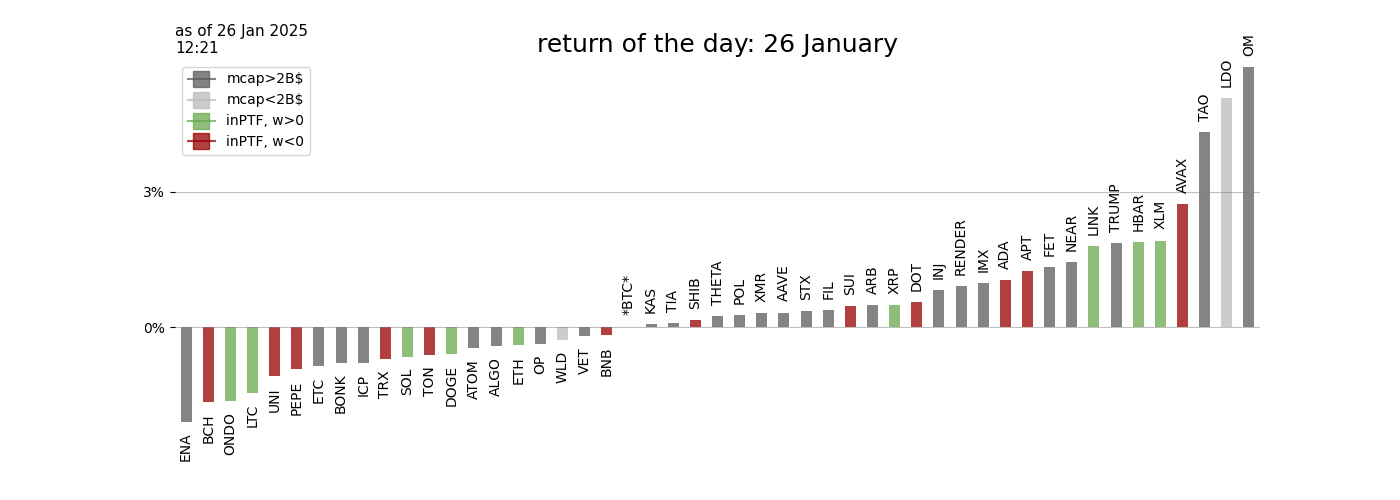 as of 26 Jan 2025
12:21
return of the day: 26 January
mcap>2B$
mcap<2B$
inPTF, w>0
inPTF, w<0
3%
0%
ENA
BCH
ONDO
LTC
UNI
PEPE
ETC
BONK
ICP
TRX
SOL
TON
DOGE
ATOM
ALGO
ETH
OP
WLD
VET
BNB
*BTC*
KAS
TIA
SHIB
THETA
POL
XMR
AAVE
STX
FIL
SUI
ARB
XRP
DOT
INJ
RENDER
IMX
ADA
APT
FET
NEAR
LINK
TRUMP
HBAR
XLM
AVAX
TAO
LDO
OM